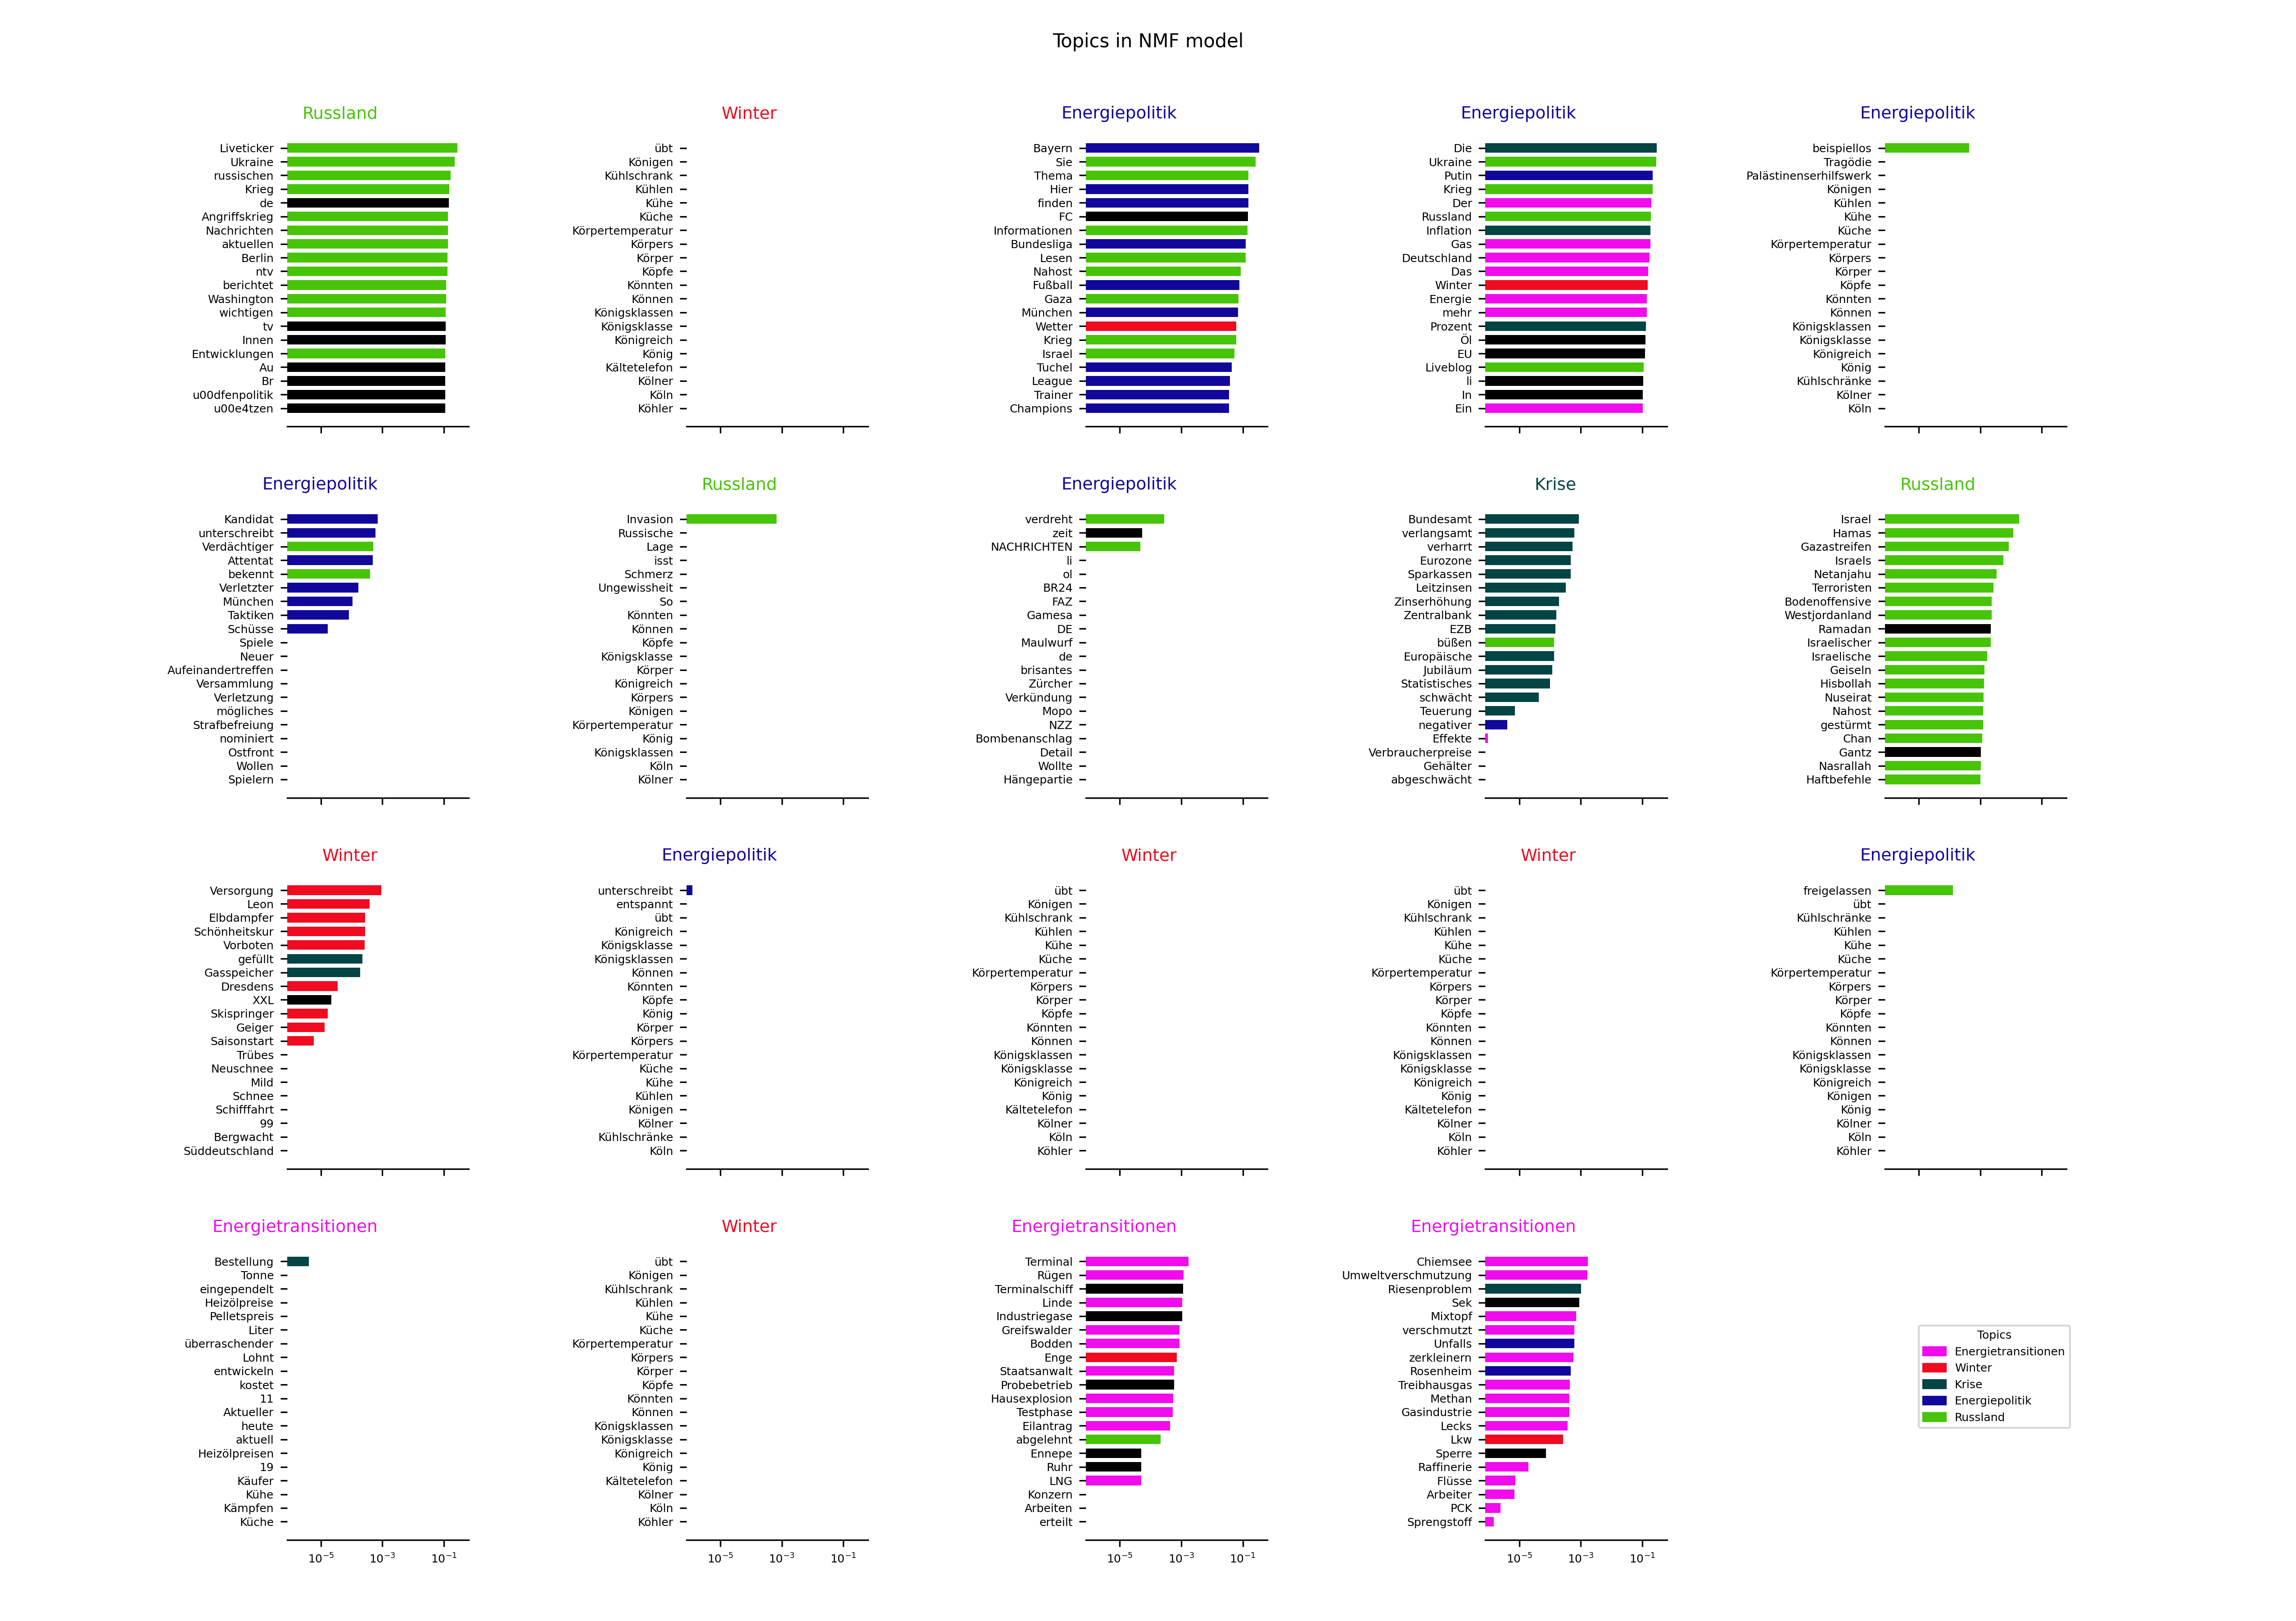 Topics in NMF model
Russland
Liveticker
Ukraine
russischen
Krieg
de
Angriffskrieg
Nachrichten
aktuellen
Berlin
ntv
berichtet
Washington
wichtigen
tv
Innen
Entwicklungen
Au
Br
u00dfenpolitik
u00e4tzen
Winter
übt
Königen
Kühlschrank
Kühlen
Kühe
Küche
Körpertemperatur
Körpers
Körper
Köpfe
Könnten
Können
Königsklassen
Königsklasse
Königreich
König
Kältetelefon
Kölner
Köln
Köhler
Energiepolitik
Bayern
Sie
Thema
Hier
finden
FC
Informationen
Bundesliga
Lesen
Nahost
Fußball
Gaza
München
Wetter
Krieg
Israel
Tuchel
League
Trainer
Champions
Energiepolitik
Die
Ukraine
Putin
Krieg
Der
Russland
Inflation
Gas
Deutschland
Das
Winter
Energie
mehr
Prozent
Öl
EU
Liveblog
li
In
Ein
Energiepolitik
beispiellos
Tragödie
Palästinenserhilfswerk
Königen
Kühlen
Kühe
Küche
Körpertemperatur
Körpers
Körper
Köpfe
Könnten
Können
Königsklassen
Königsklasse
Königreich
König
Kühlschränke
Kölner
Köln
Energiepolitik
Kandidat
unterschreibt
Verdächtiger
Attentat
bekennt
Verletzter
München
Taktiken
Schüsse
Spiele
Neuer
Aufeinandertreffen
Versammlung
Verletzung
mögliches
Strafbefreiung
nominiert
Ostfront
Wollen
Spielern
Russland
Invasion
Russische
Lage
isst
Schmerz
Ungewissheit
So
Könnten
Können
Köpfe
Königsklasse
Körper
Königreich
Körpers
Königen
Körpertemperatur
König
Königsklassen
Köln
Kölner
Energiepolitik
verdreht
zeit
NACHRICHTEN
li
ol
BR24
FAZ
Gamesa
DE
Maulwurf
de
brisantes
Zürcher
Verkündung
Mopo
NZZ
Bombenanschlag
Detail
Wollte
Hängepartie
Krise
Bundesamt
verlangsamt
verharrt
Eurozone
Sparkassen
Leitzinsen
Zinserhöhung
Zentralbank
EZB
büßen
Europäische
Jubiläum
Statistisches
schwächt
Teuerung
negativer
Effekte
Verbraucherpreise
Gehälter
abgeschwächt
Russland
Israel
Hamas
Gazastreifen
Israels
Netanjahu
Terroristen
Bodenoffensive
Westjordanland
Ramadan
Israelischer
Israelische
Geiseln
Hisbollah
Nuseirat
Nahost
gestürmt
Chan
Gantz
Nasrallah
Haftbefehle
Winter
Versorgung
Leon
Elbdampfer
Schönheitskur
Vorboten
gefüllt
Gasspeicher
Dresdens
XXL
Skispringer
Geiger
Saisonstart
Trübes
Neuschnee
Mild
Schnee
Schifffahrt
99
Bergwacht
Süddeutschland
Energiepolitik
unterschreibt
entspannt
übt
Königreich
Königsklasse
Königsklassen
Können
Könnten
Köpfe
König
Körper
Körpers
Körpertemperatur
Küche
Kühe
Kühlen
Königen
Kölner
Kühlschränke
Köln
Winter
übt
Königen
Kühlschrank
Kühlen
Kühe
Küche
Körpertemperatur
Körpers
Körper
Köpfe
Könnten
Können
Königsklassen
Königsklasse
Königreich
König
Kältetelefon
Kölner
Köln
Köhler
Winter
übt
Königen
Kühlschrank
Kühlen
Kühe
Küche
Körpertemperatur
Körpers
Körper
Köpfe
Könnten
Können
Königsklassen
Königsklasse
Königreich
König
Kältetelefon
Kölner
Köln
Köhler
Energiepolitik
freigelassen
übt
Kühlschränke
Kühlen
Kühe
Küche
Körpertemperatur
Körpers
Körper
Köpfe
Könnten
Können
Königsklassen
Königsklasse
Königreich
Königen
König
Kölner
Köln
Köhler
Energietransitionen
Bestellung
Tonne
eingependelt
Heizölpreise
Pelletspreis
Liter
überraschender
Lohnt
entwickeln
kostet
11
Aktueller
heute
aktuell
Heizölpreisen
19
Käufer
Kühe
Kämpfen
Küche
10⁻⁵ 10⁻³ 10⁻¹
Winter
übt
Königen
Kühlschrank
Kühlen
Kühe
Küche
Körpertemperatur
Körpers
Körper
Köpfe
Könnten
Können
Königsklassen
Königsklasse
Königreich
König
Kältetelefon
Kölner
Köln
Köhler
10⁻⁵ 10⁻³ 10⁻¹
Energietransitionen
Terminal
Rügen
Terminalschiff
Linde
Industriegase
Greifswalder
Bodden
Enge
Staatsanwalt
Probebetrieb
Hausexplosion
Testphase
Eilantrag
abgelehnt
Ennepe
Ruhr
LNG
Konzern
Arbeiten
erteilt
10⁻⁵ 10⁻³ 10⁻¹
Energietransitionen
Chiemsee
Umweltverschmutzung
Riesenproblem
Sek
Mixtopf
verschmutzt
Unfalls
zerkleinern
Rosenheim
Treibhausgas
Methan
Gasindustrie
Lecks
Lkw
Sperre
Raffinerie
Flüsse
Arbeiter
PCK
Sprengstoff
10⁻⁵ 10⁻³ 10⁻¹
Topics
Energietransitionen
Winter
Krise
Energiepolitik
Russland